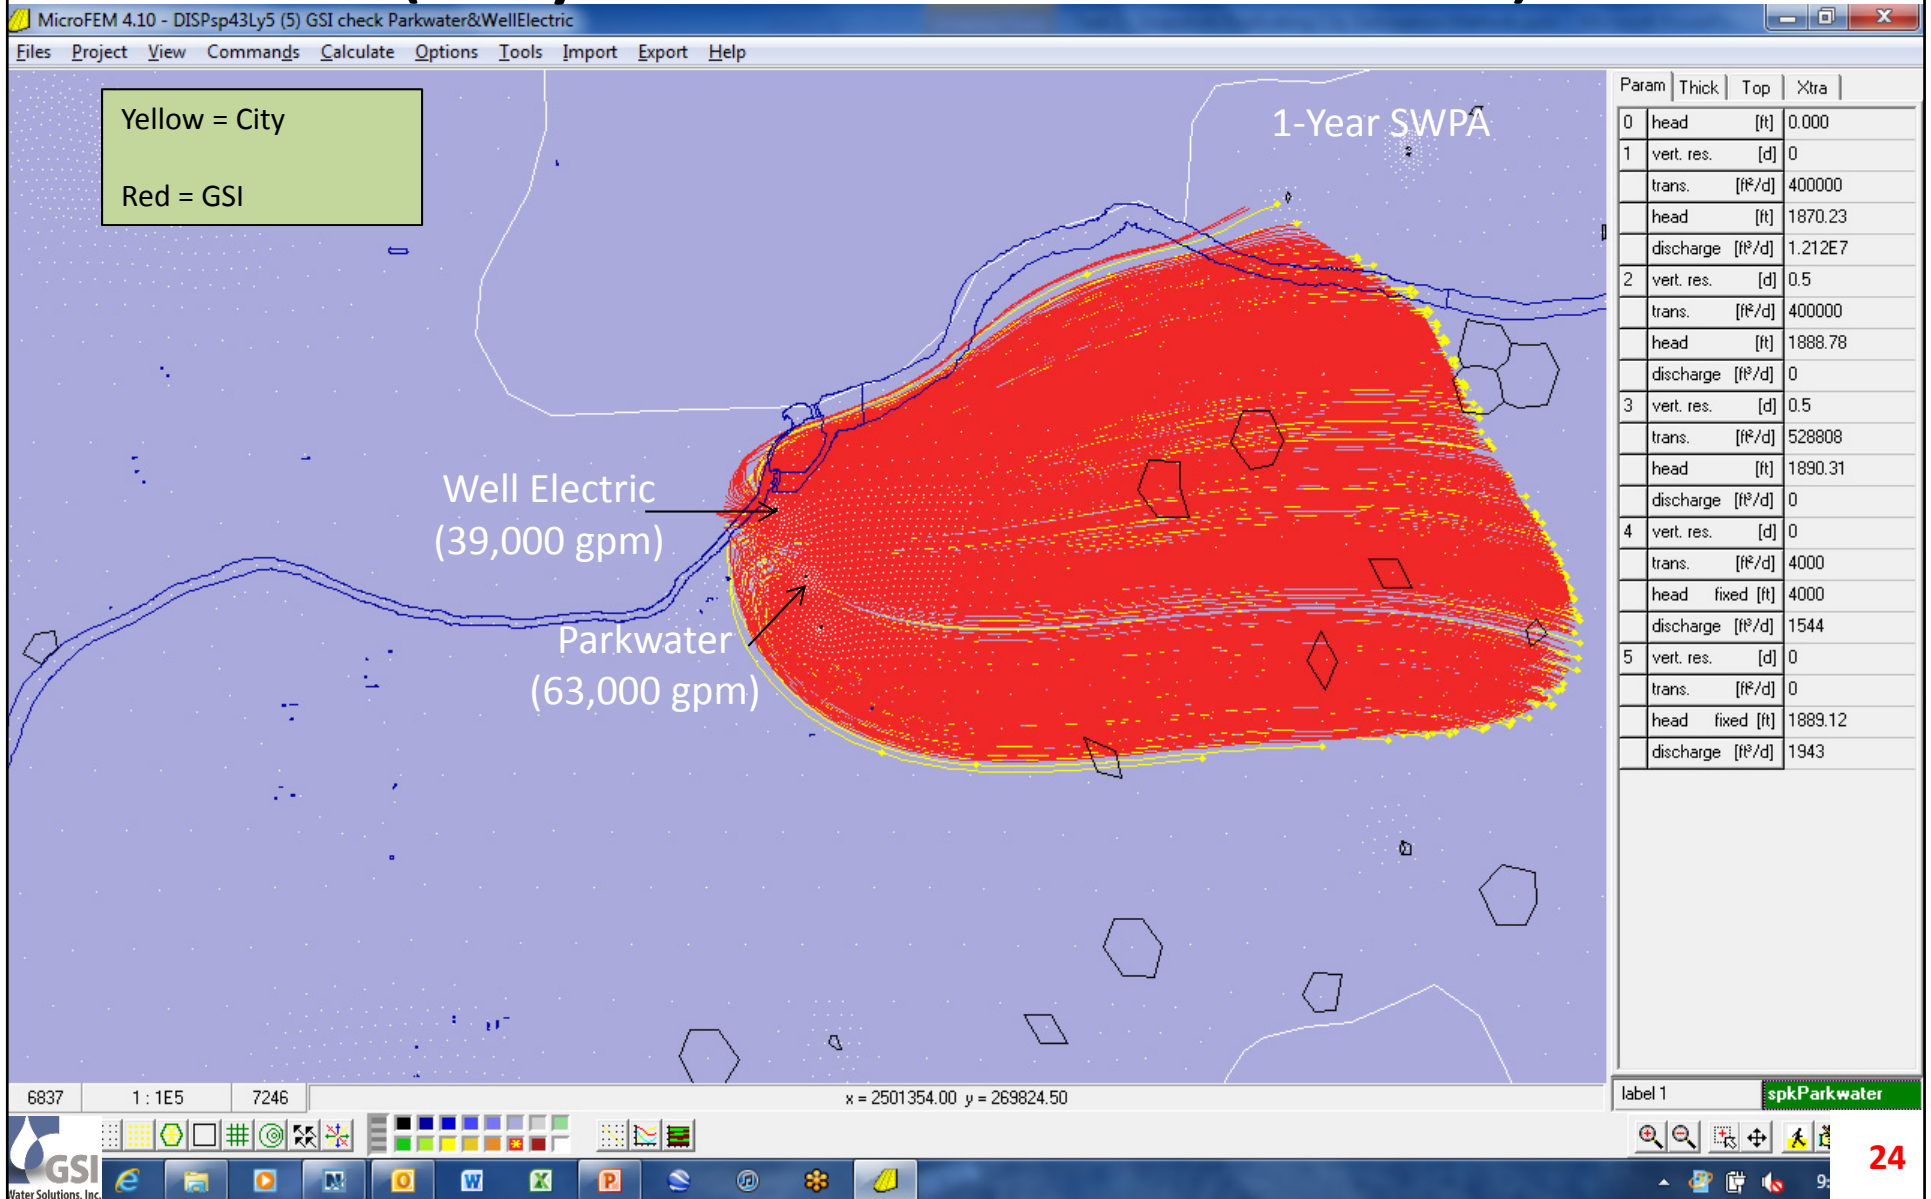 MicroFEM 4.10 - DISPsp43Ly5 (5) GSI check Parkwater&WellElectric
Files Project View Commands Calculate Options Tools Import Export Help
Yellow = City
Red = GSI
1-Year SWPA
Well Electric
(39,000 gpm)
Parkwater
(63,000 gpm)
Param Thick Top Xtra
0 head [ft] 0.000
1 vert. res. [d] 0
trans. [ft²/d] 400000
head [ft] 1870.23
discharge [ft³/d] 1.212E7
2 vert. res. [d] 0.5
trans. [ft²/d] 400000
head [ft] 1888.78
discharge [ft³/d] 0
3 vert. res. [d] 0.5
trans. [ft²/d] 528808
head [ft] 1890.31
discharge [ft³/d] 0
4 vert. res. [d] 0
trans. [ft²/d] 4000
head fixed [ft] 4000
discharge [ft³/d] 1544
5 vert. res. [d] 0
trans. [ft²/d] 0
head fixed [ft] 1889.12
discharge [ft³/d] 1943
6837 1 : 1E5 7246 x = 2501354.00 y = 269824.50 label 1 spkParkwater
GSI
Water Solutions, Inc.
9:
24